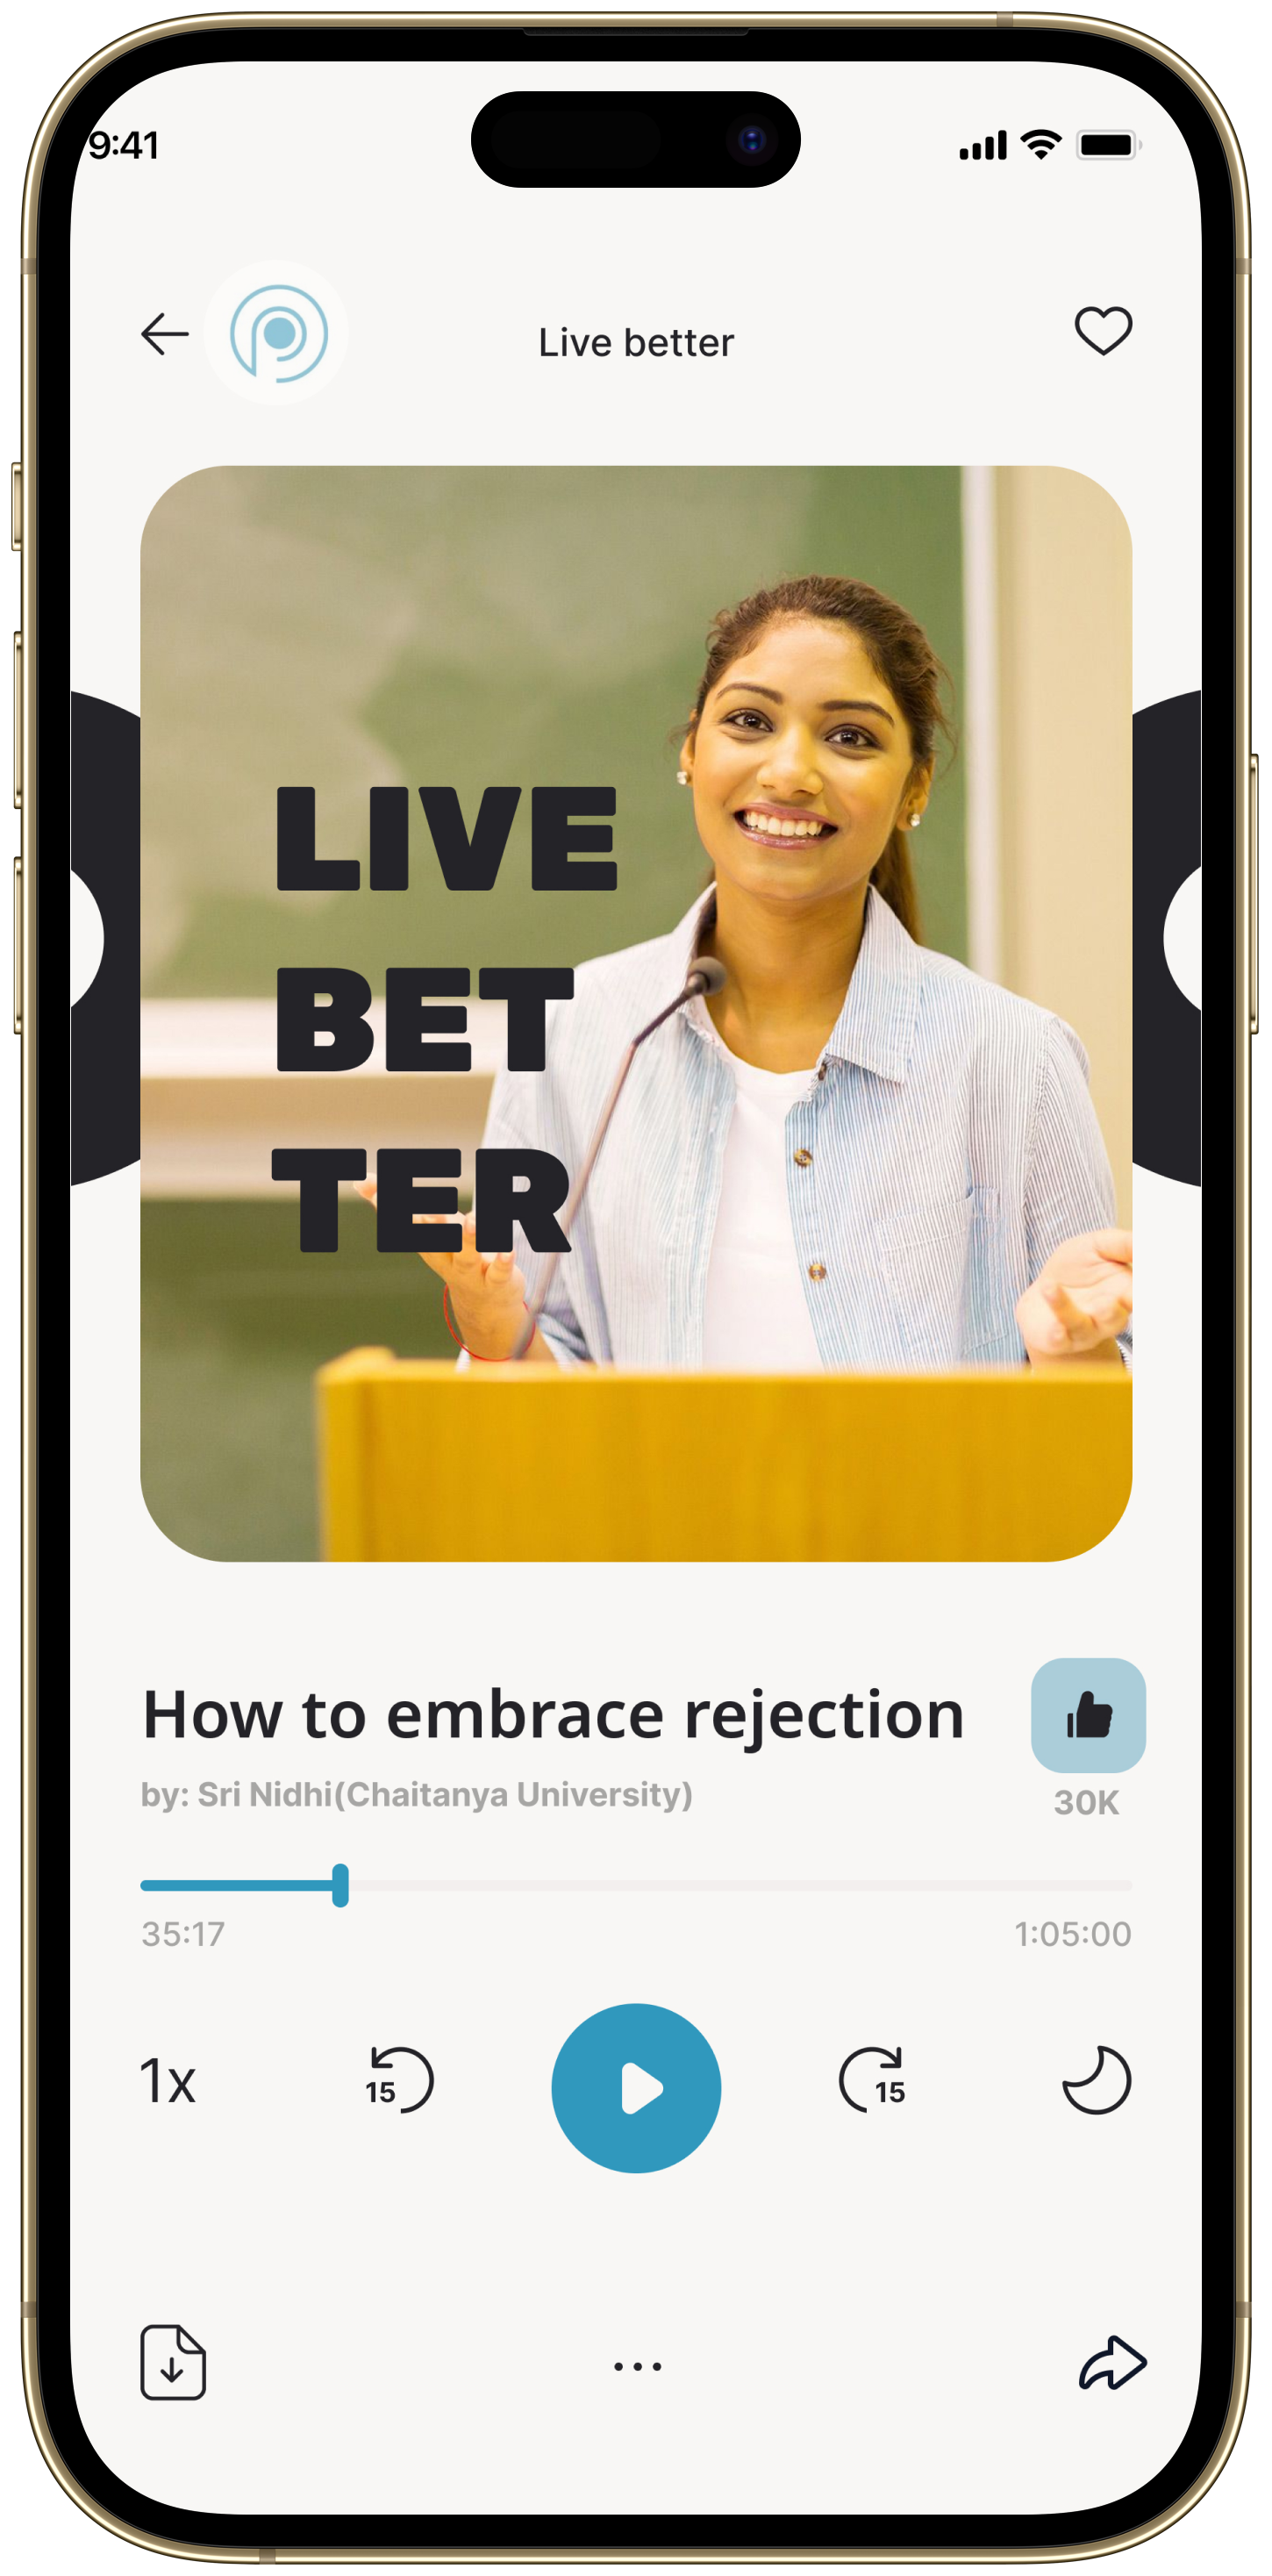 9:41
Live better
LIVE
BET
TER
How to embrace rejection
by: Sri Nidhi(Chaitanya University)
30K
35:17
1:05:00
1x
15
15